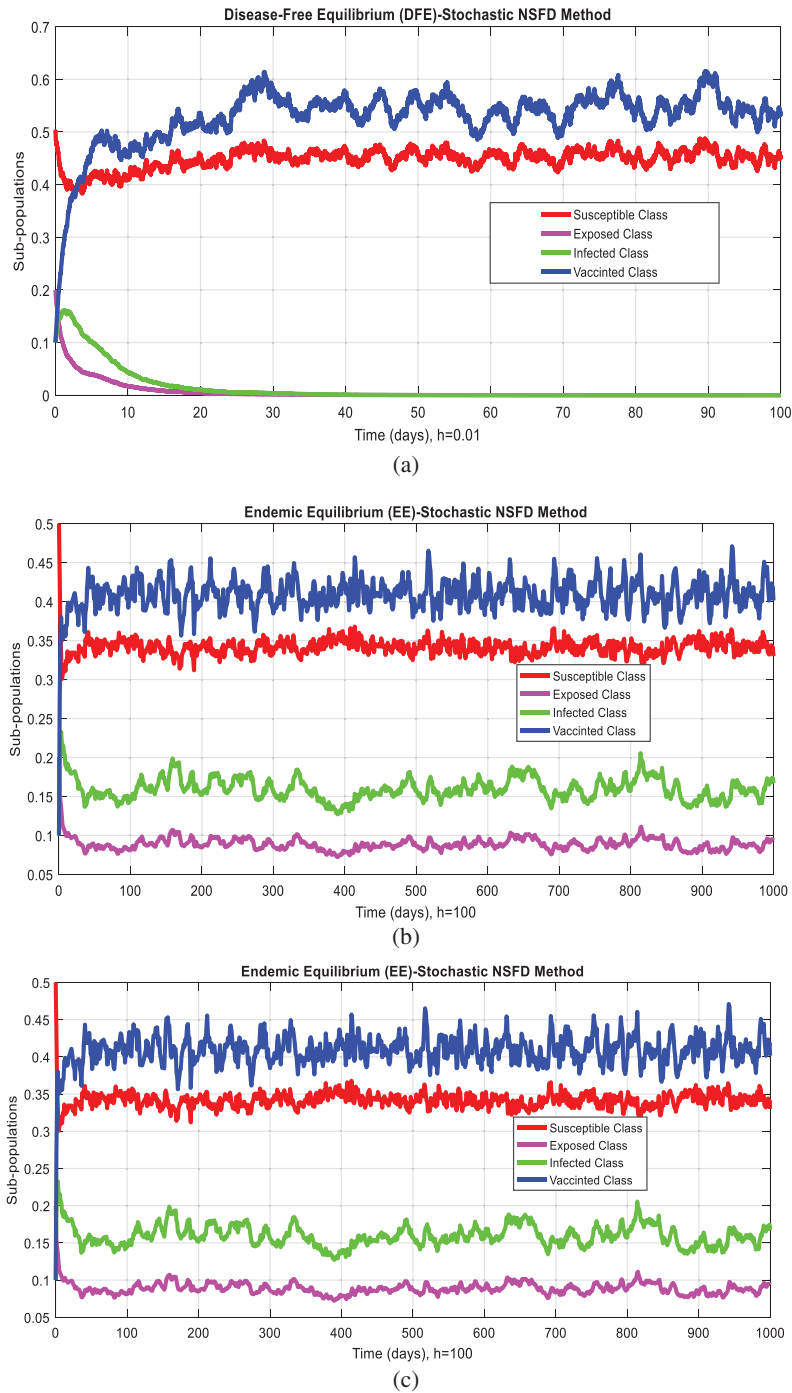 Disease-Free Equilibrium (DFE)-Stochastic NSFD Method
0.7
0.6
0.5
0.4
0.3
0.2
0.1
0
Sub-populations
Susceptible Class
Exposed Class
Infected Class
Vaccinted Class
0 10 20 30 40 50 60 70 80 90 100
Time (days), h=0.01
(a)
Endemic Equilibrium (EE)-Stochastic NSFD Method
0.5
0.45
0.4
0.35
0.3
0.25
0.2
0.15
0.1
0.05
Sub-populations
Susceptible Class
Exposed Class
Infected Class
Vaccinted Class
0 100 200 300 400 500 600 700 800 900 1000
Time (days), h=100
(b)
Endemic Equilibrium (EE)-Stochastic NSFD Method
0.5
0.45
0.4
0.35
0.3
0.25
0.2
0.15
0.1
0.05
Sub-populations
Susceptible Class
Exposed Class
Infected Class
Vaccinted Class
0 100 200 300 400 500 600 700 800 900 1000
Time (days), h=100
(c)